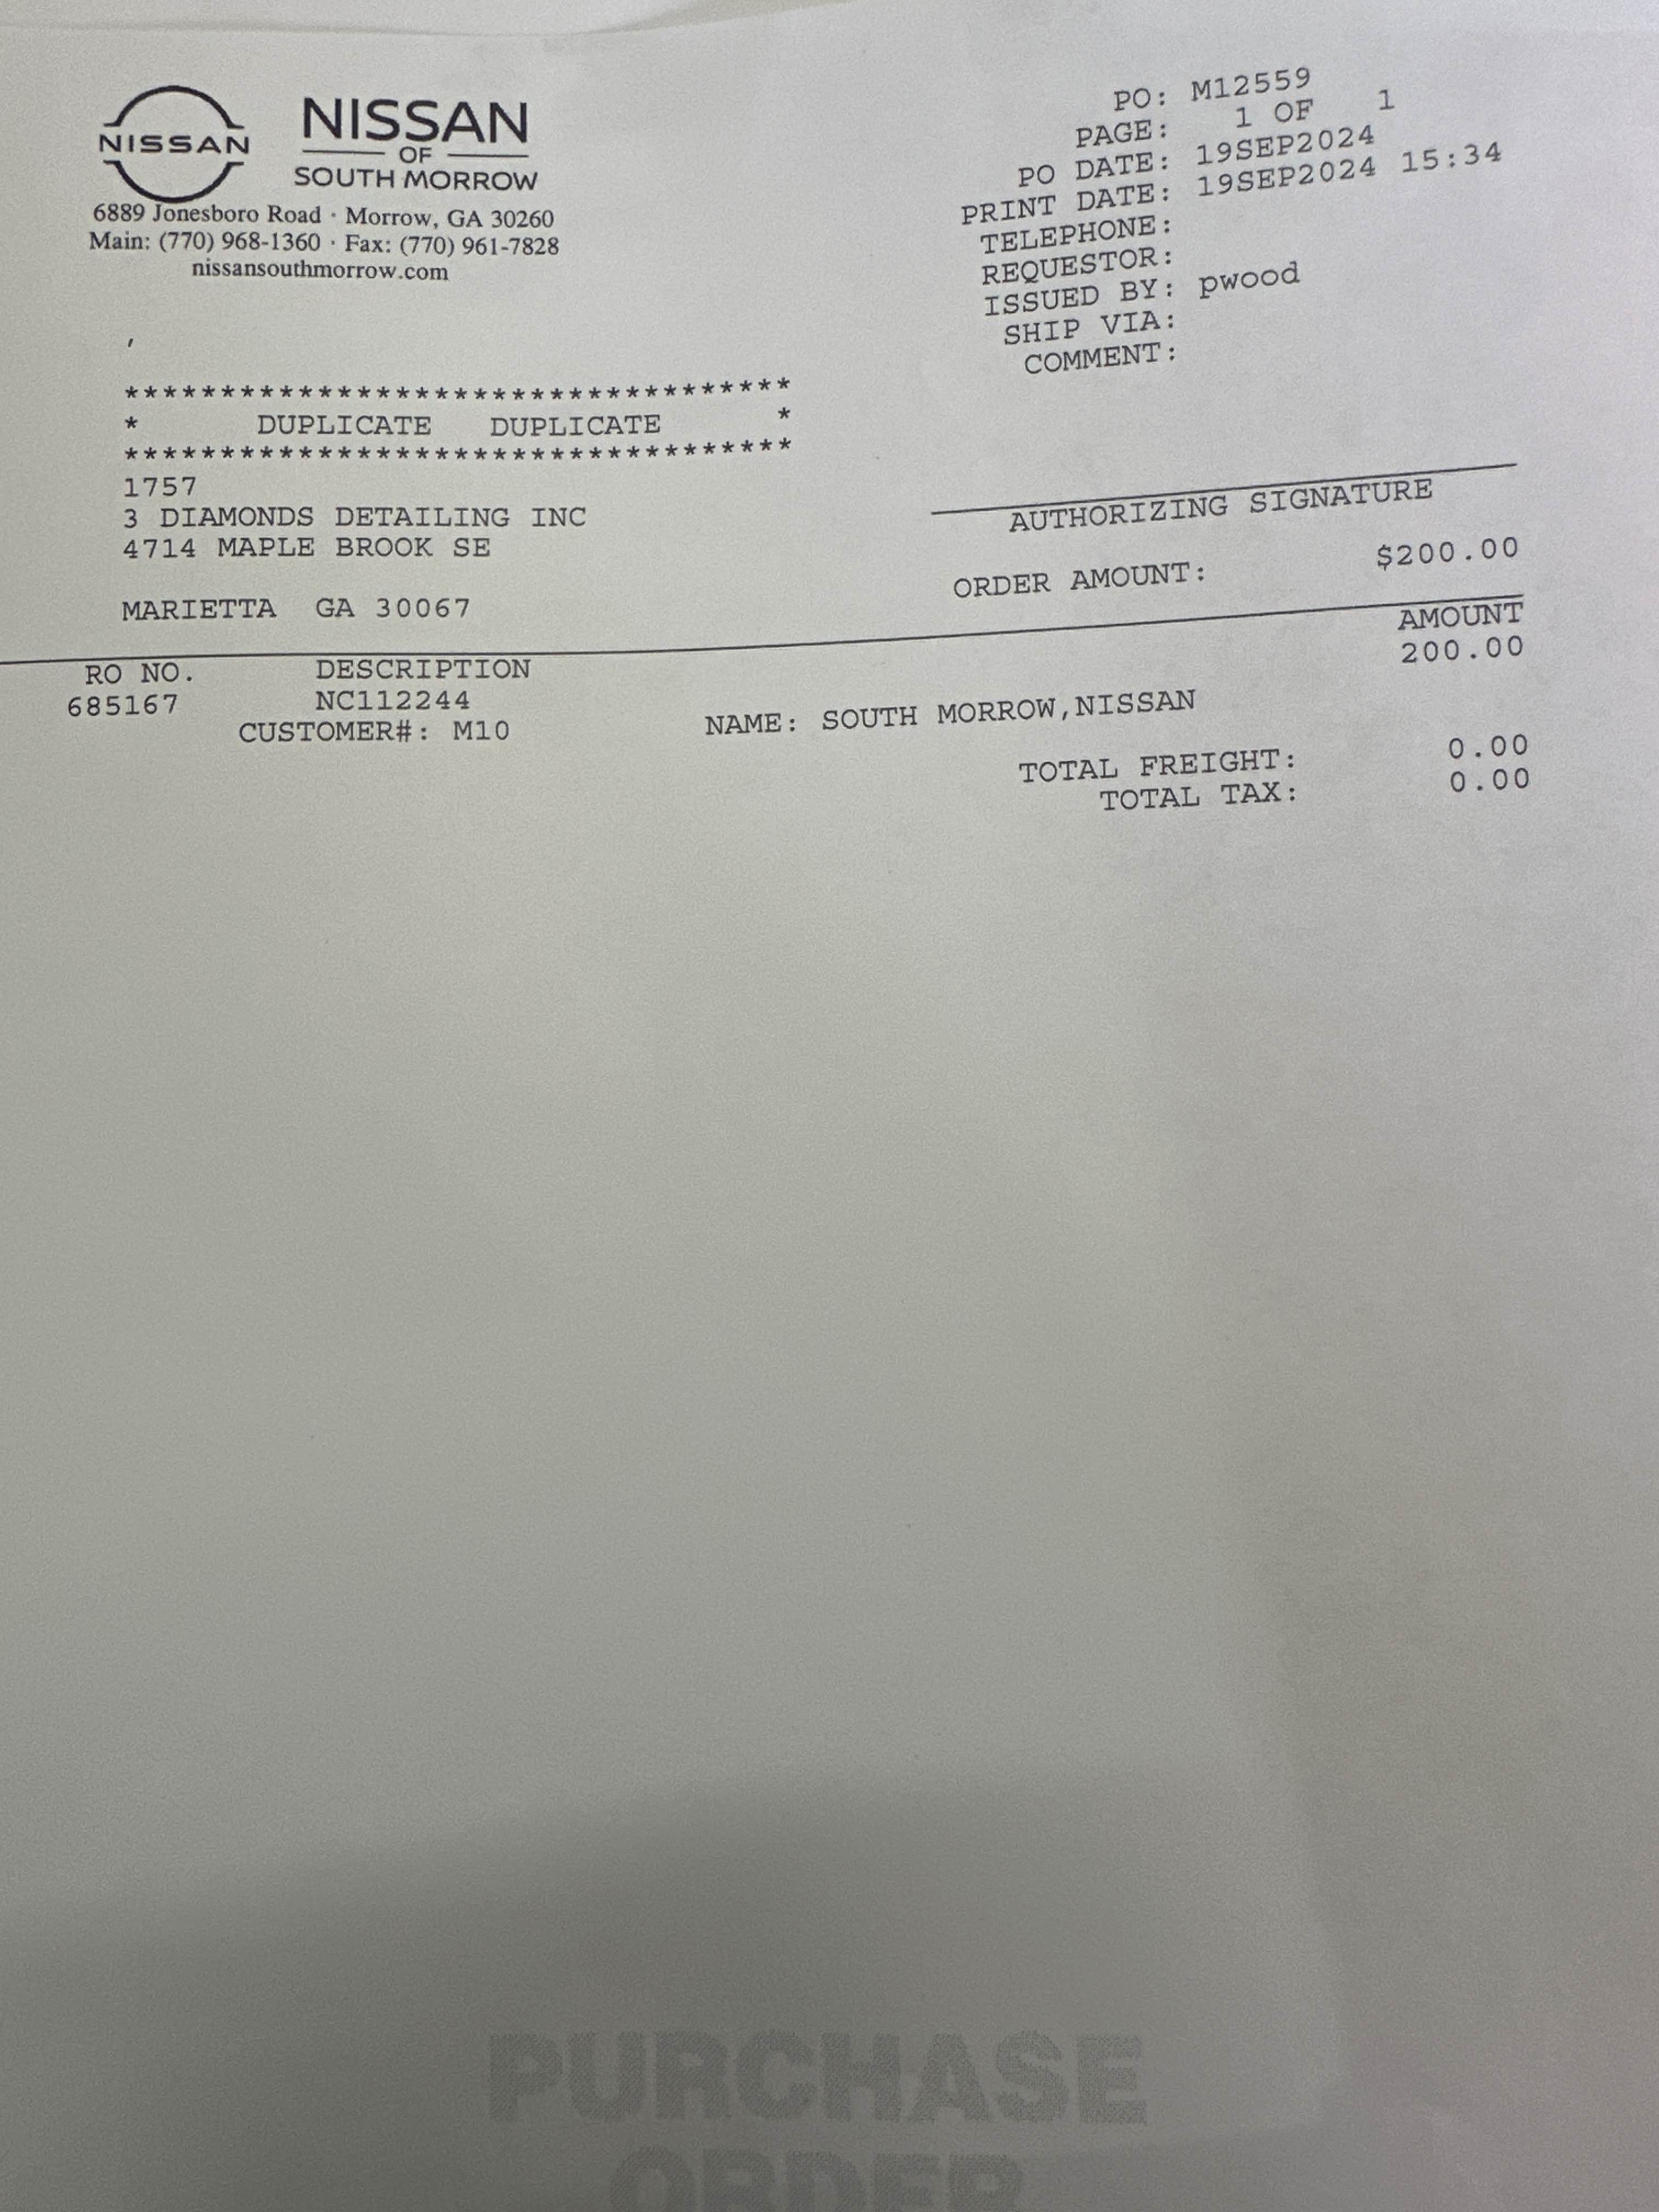 NISSAN
NISSAN
OF
SOUTH MORROW
6889 Jonesboro Road · Morrow, GA 30260
Main: (770) 968-1360 · Fax: (770) 961-7828
nissansouthmorrow.com
PO: M12559
PAGE: 1 OF 1
PO DATE: 19SEP2024
PRINT DATE: 19SEP2024 15:34
TELEPHONE:
REQUESTOR:
ISSUED BY: pwood
SHIP VIA:
COMMENT:
,
***********************************
* DUPLICATE DUPLICATE *
***********************************
1757
3 DIAMONDS DETAILING INC
4714 MAPLE BROOK SE
MARIETTA GA 30067
AUTHORIZING SIGNATURE
ORDER AMOUNT: $200.00
RO NO. DESCRIPTION AMOUNT
685167 NC112244 200.00
CUSTOMER#: M10 NAME: SOUTH MORROW,NISSAN
TOTAL FREIGHT: 0.00
TOTAL TAX: 0.00
PURCHASE
ORDER